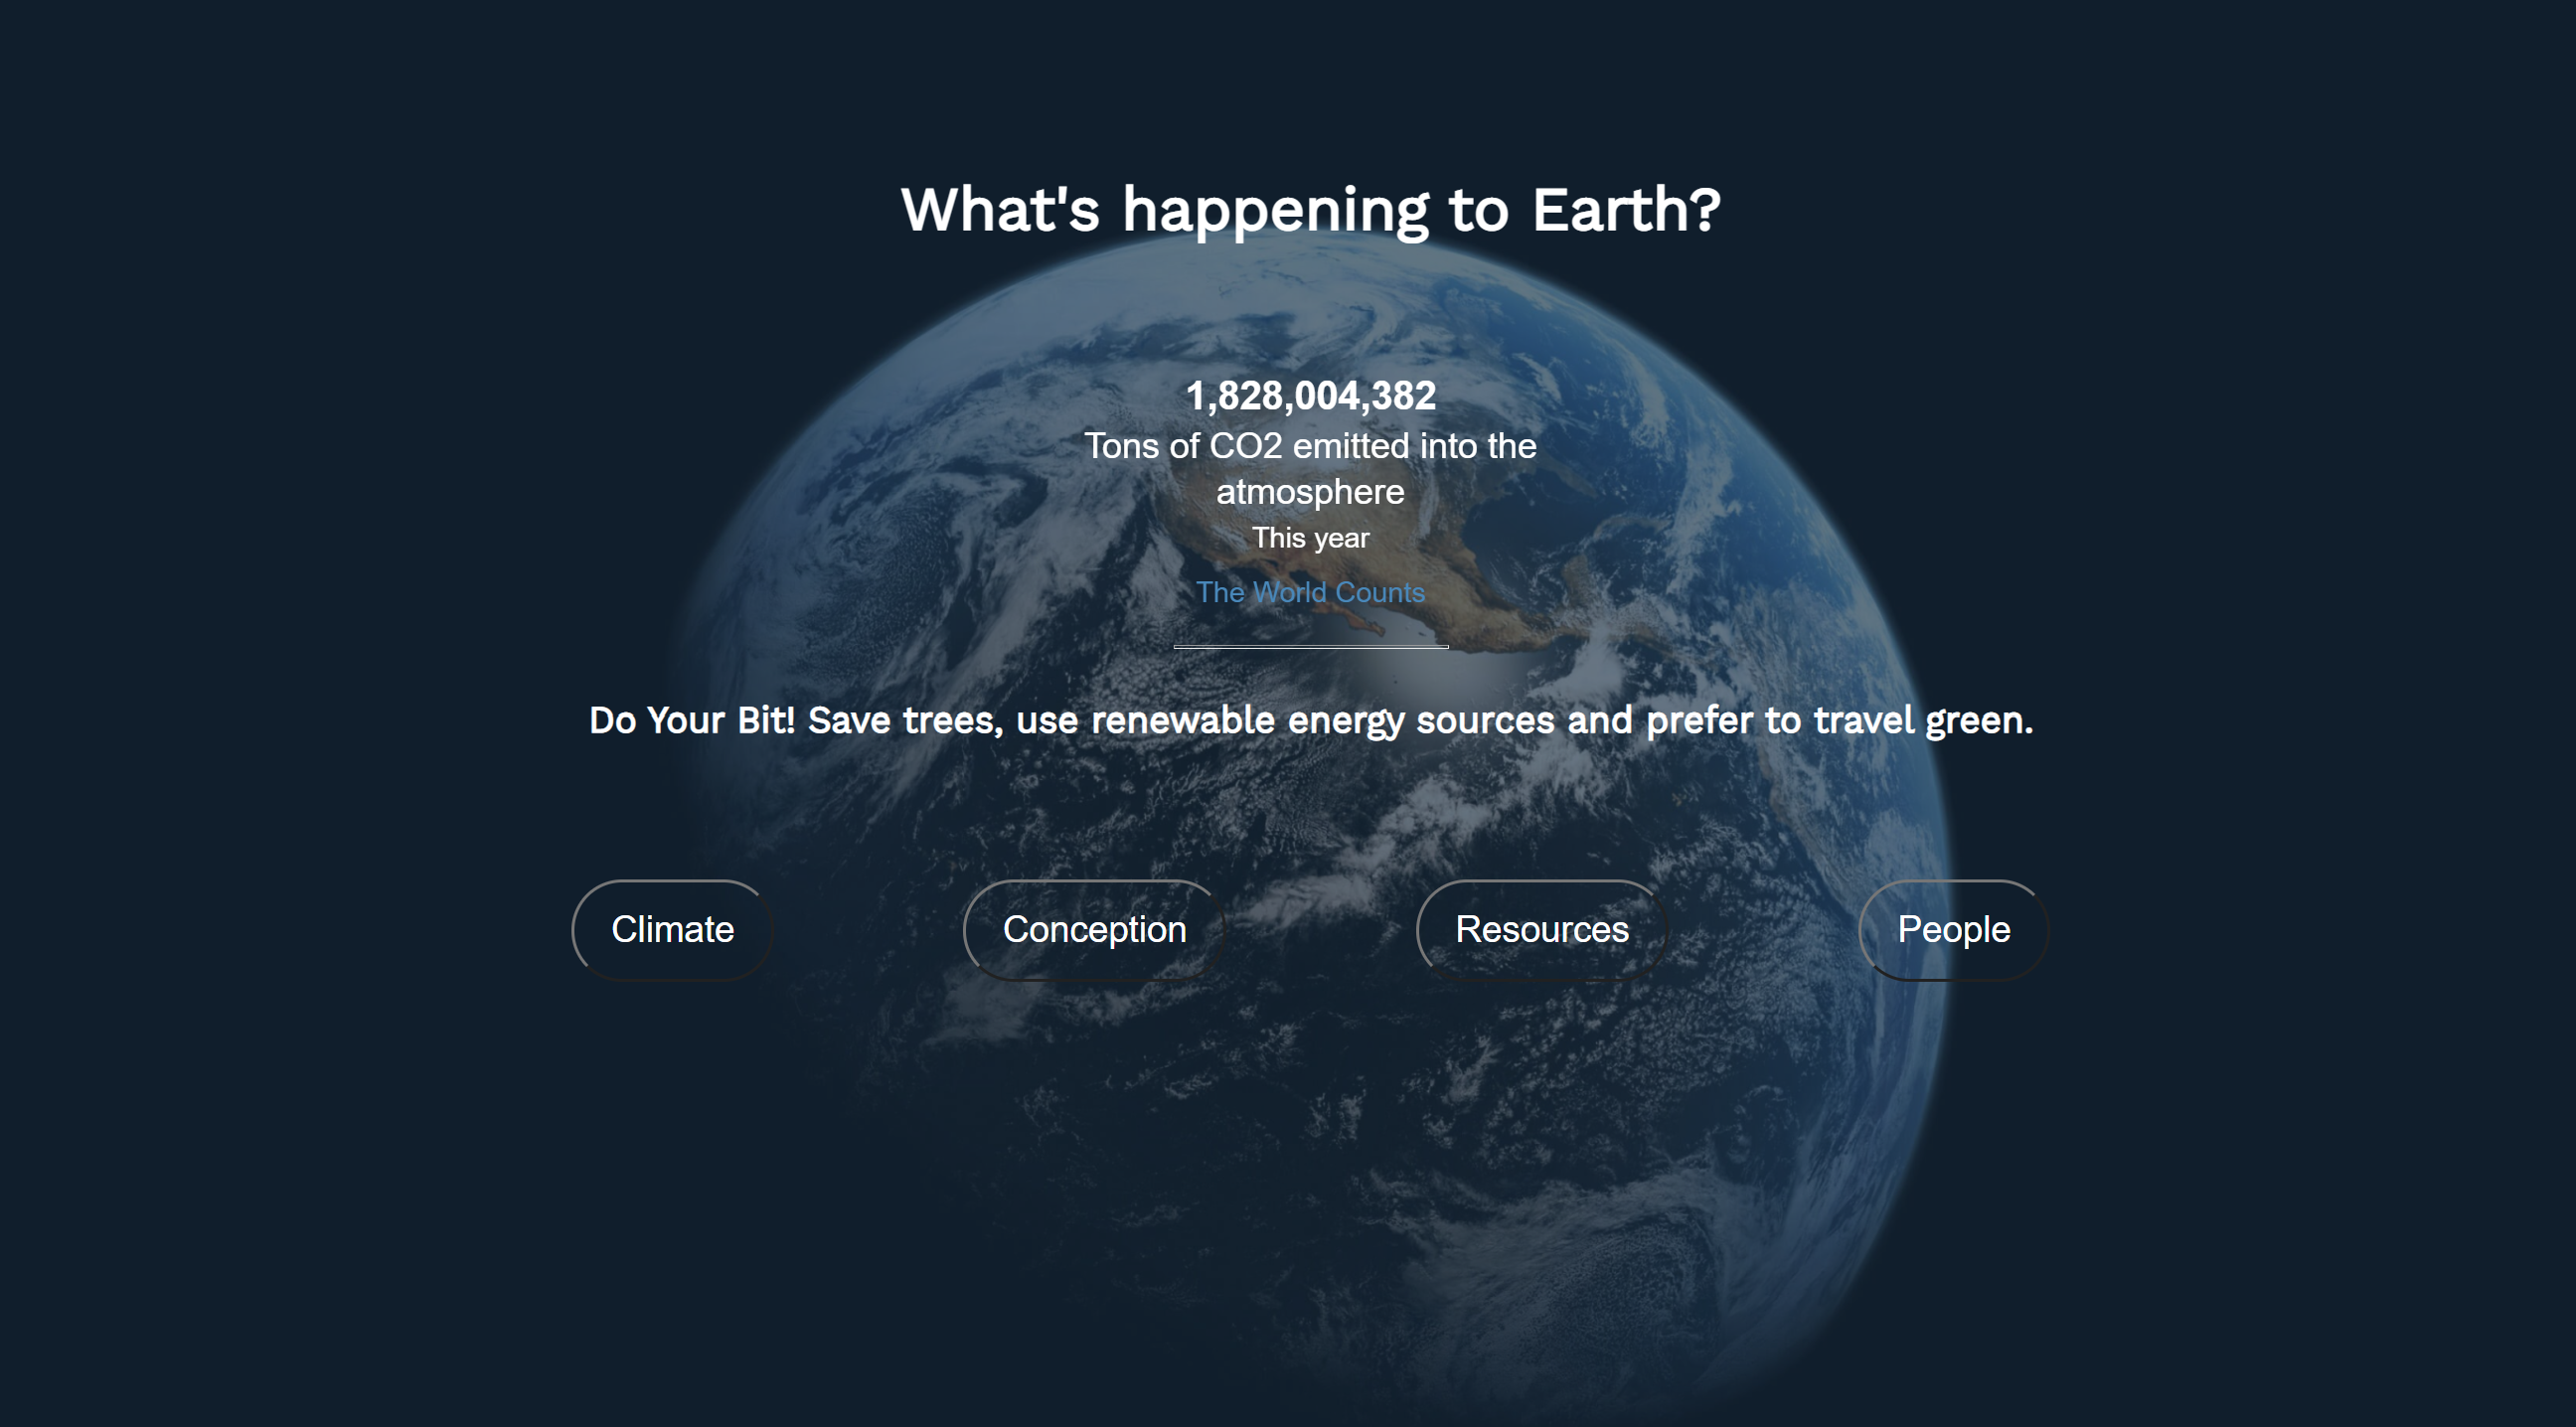 What's happening to Earth?
1,828,004,382
Tons of CO2 emitted into the
atmosphere
This year
The World Counts
Do Your Bit! Save trees, use renewable energy sources and prefer to travel green.
Climate
Conception
Resources
People